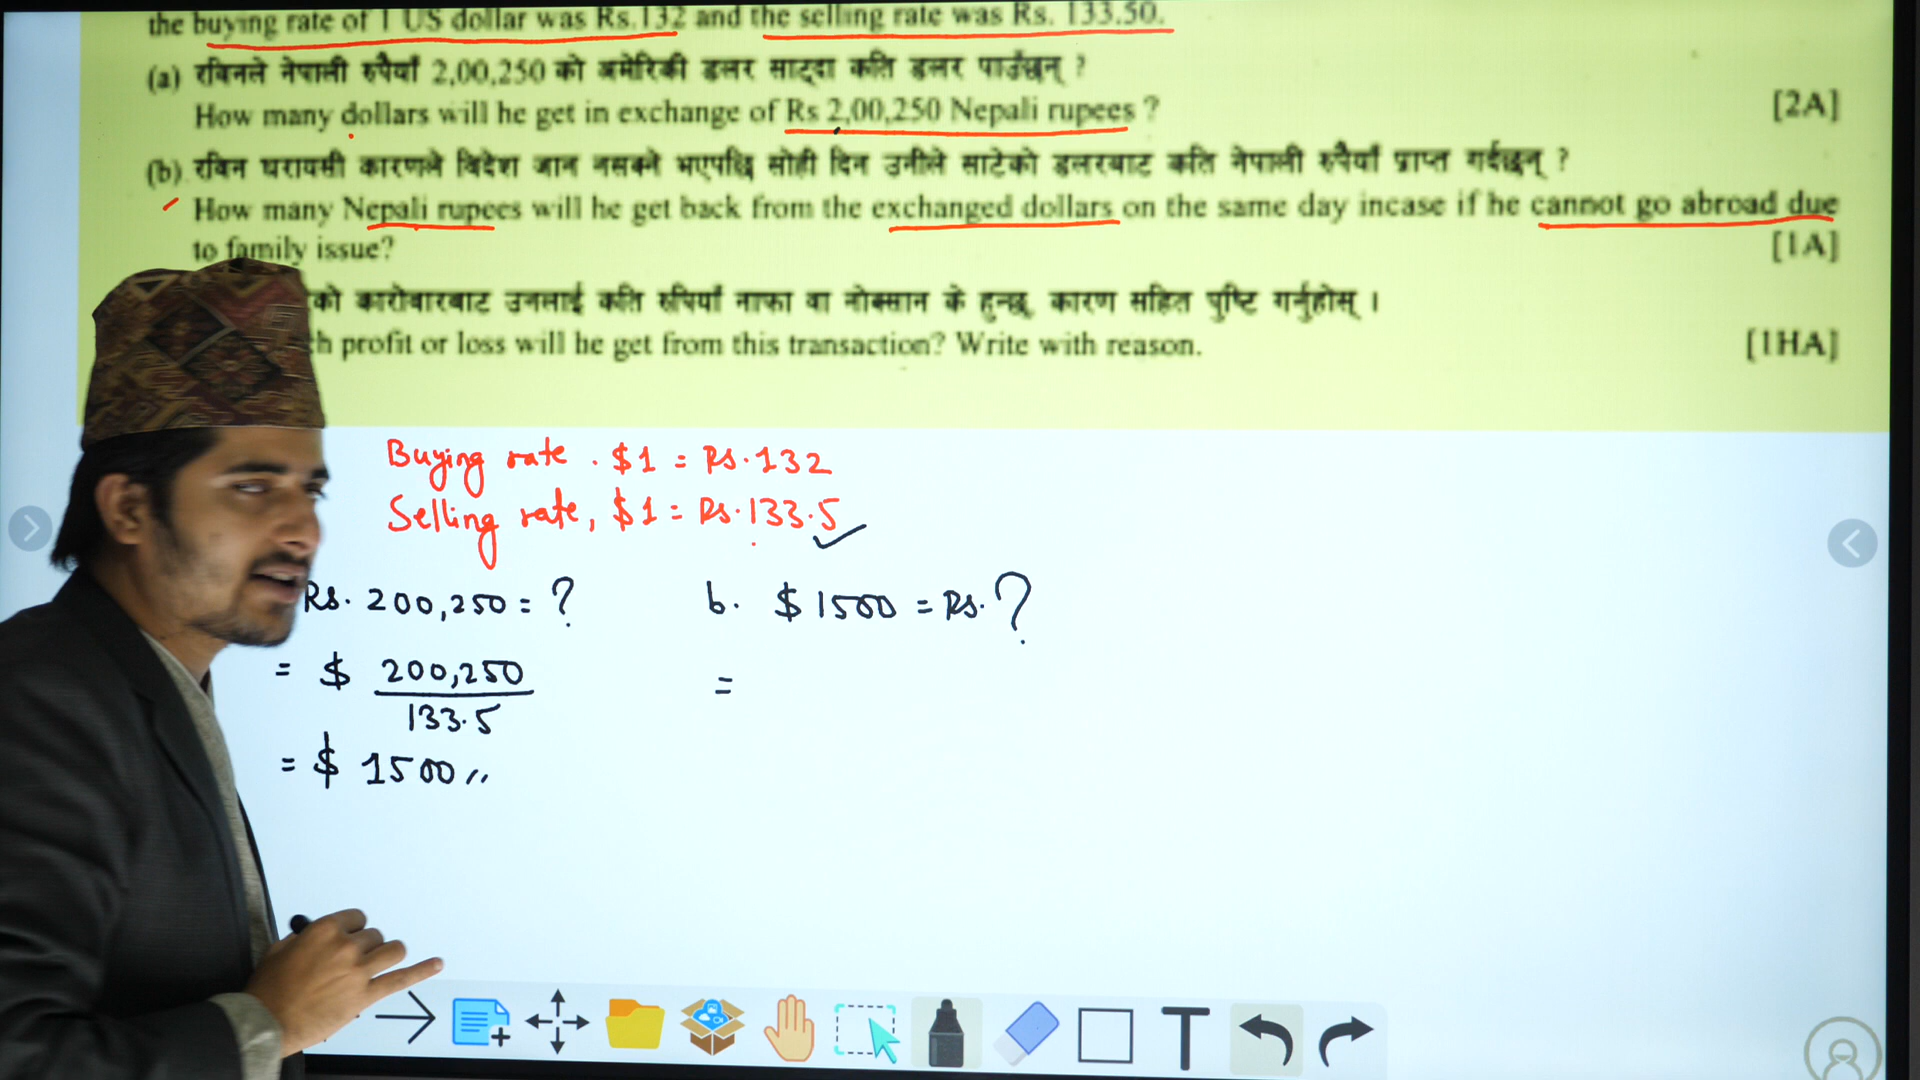 the buying rate of 1 US dollar was Rs.132 and the selling rate was Rs. 133.50.
(a) रविनले नेपाली रुपैयाँ 2,00,250 को अमेरिकी डलर साट्दा कति डलर पाउँछन् ?
How many dollars will he get in exchange of Rs 2,00,250 Nepali rupees ?
[2A]
(b) रविन घरायसी कारणले विदेश जान नसक्ने भएपछि सोही दिन उनीले साटेको डलरबाट कति नेपाली रुपैयाँ प्राप्त गर्दछन् ?
How many Nepali rupees will he get back from the exchanged dollars on the same day incase if he cannot go abroad due
to family issue?
[1A]
को कारोवारबाट उनलाई कति रुपियाँ नाफा वा नोक्सान के हुन्छ, कारण सहित पुष्टि गर्नुहोस् ।
profit or loss will he get from this transaction? Write with reason.
[1HA]
Buying rate. $1 = Rs.132
Selling rate, $1 = Rs.133.5
Rs. 200,250 = ?
= $ 200,250
133.5
= $ 1500
b. $1500 = Rs. ?
=
T